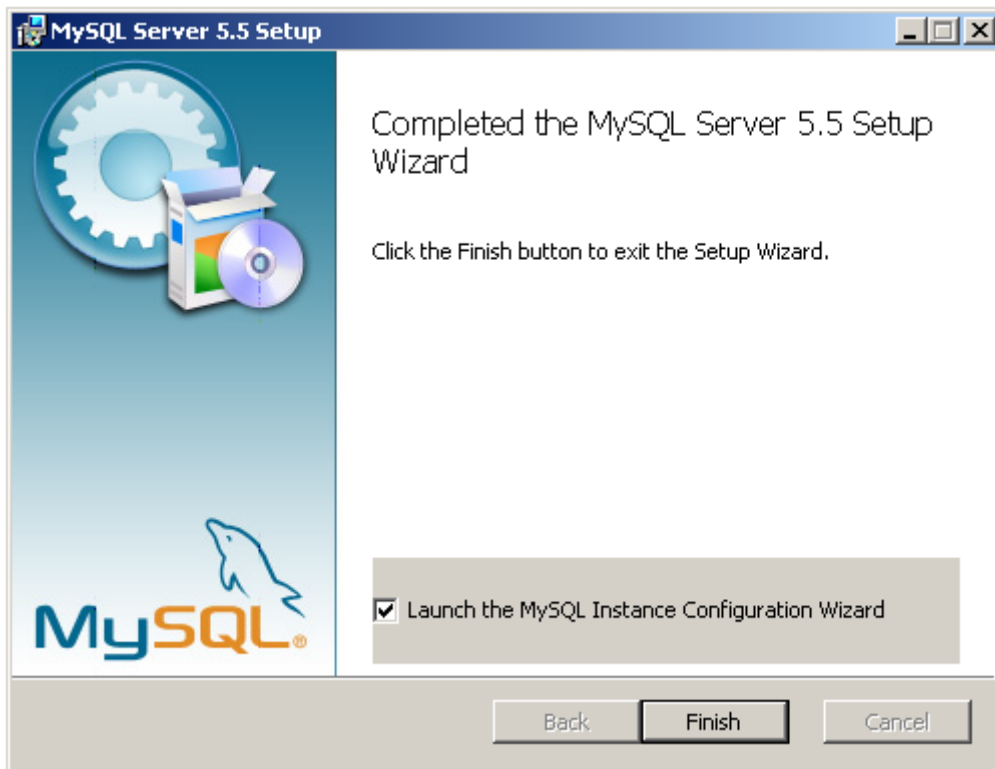 MySQL Server 5.5 Setup
Completed the MySQL Server 5.5 Setup
Wizard
Click the Finish button to exit the Setup Wizard.
MySQL®
Launch the MySQL Instance Configuration Wizard
Back
Finish
Cancel